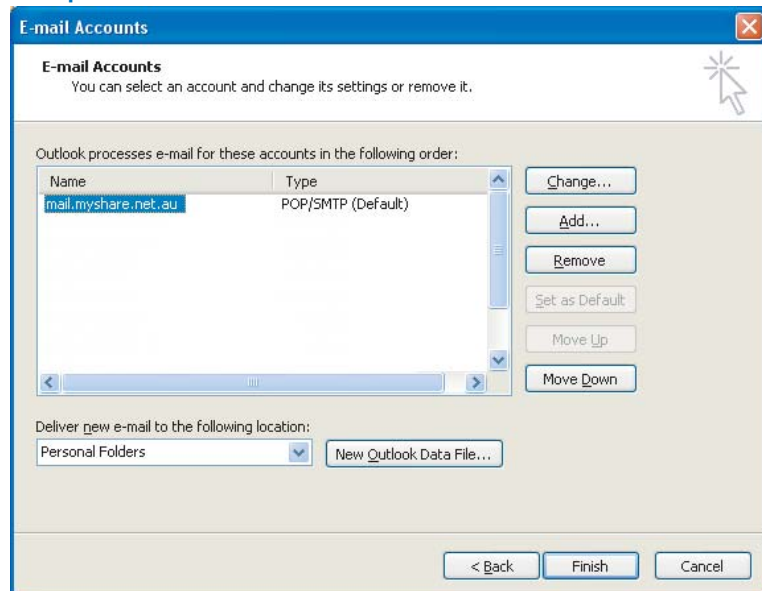 E-mail Accounts
E-mail Accounts
You can select an account and change its settings or remove it.
Outlook processes e-mail for these accounts in the following order:
Name Type
mail.myshare.net.au POP/SMTP (Default)
Change...
Add...
Remove
Set as Default
Move Up
Move Down
Deliver new e-mail to the following location:
Personal Folders New Outlook Data File...
< Back Finish Cancel